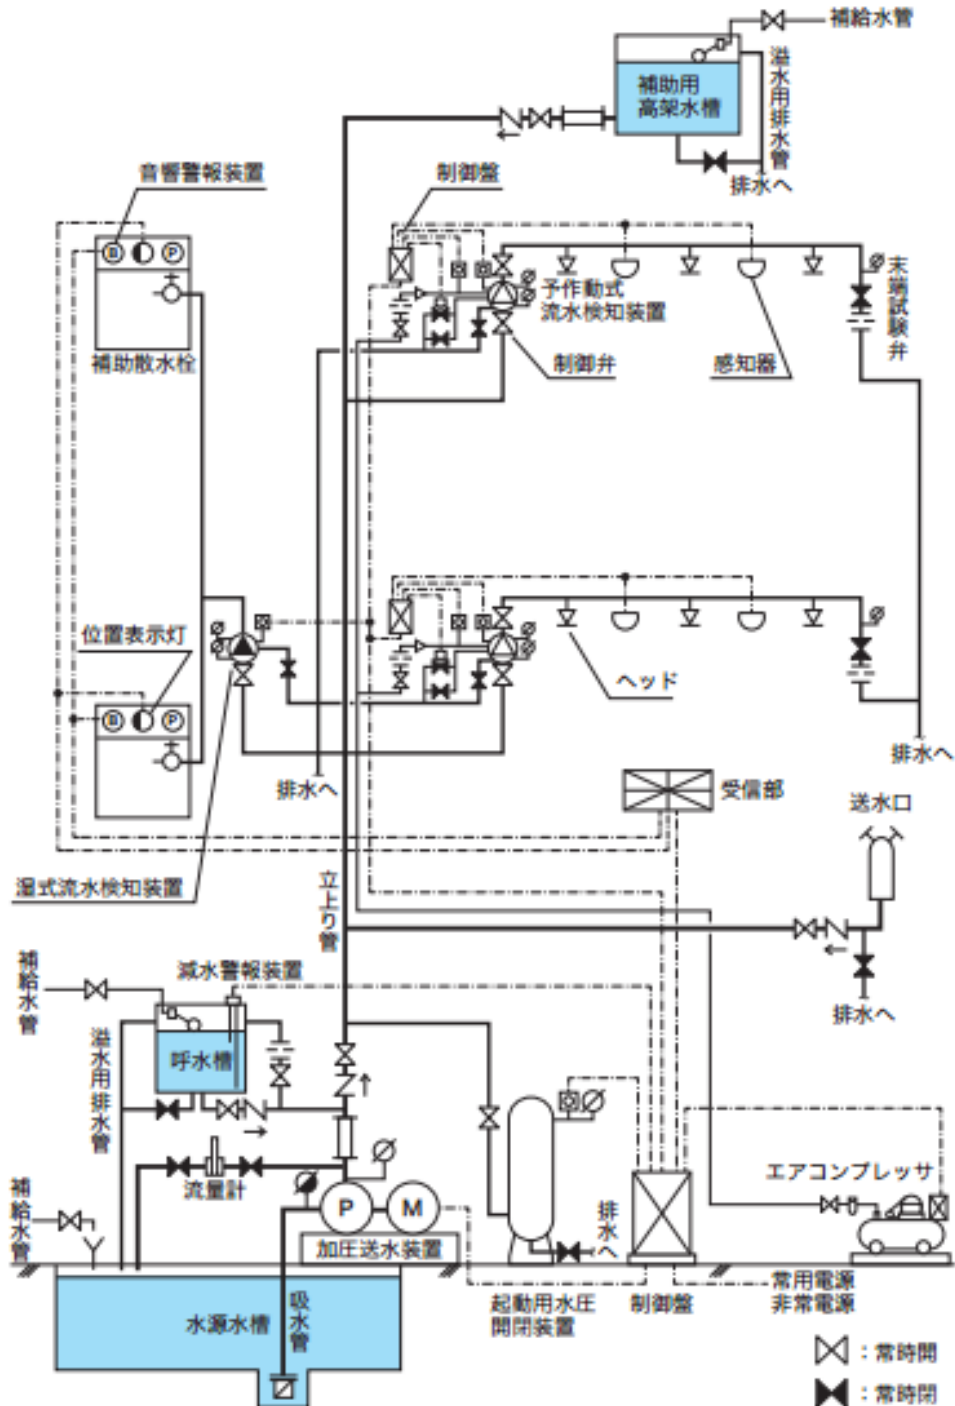 補給水管
補助用
高架水槽
溢水用排水管
排水へ
音響警報装置
制御盤
B
P
補助散水栓
予作動式
流水検知装置
制御弁
感知器
末端試験弁
位置表示灯
B
P
ヘッド
排水へ
排水へ
受信部
送水口
湿式流水検知装置
立上り管
補給水管
減水警報装置
呼水槽
溢水用排水管
排水へ
流量計
補給水管
P
M
加圧送水装置
排水へ
エアコンプレッサ
水源水槽
吸水管
起動用水圧
開閉装置
制御盤
常用電源
非常電源
：常時開
：常時閉